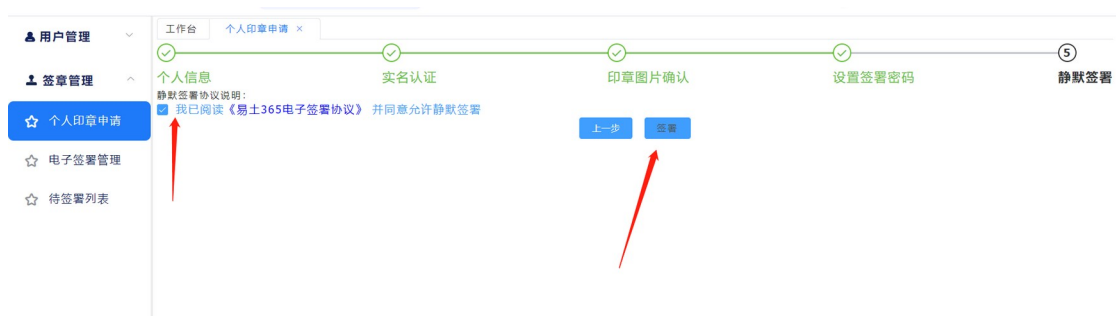 用户管理
签章管理
个人印章申请
电子签署管理
待签署列表
工作台 个人印章申请 ×
5
个人信息 实名认证 印章图片确认 设置签署密码 静默签署
静默签署协议说明：
我已阅读《易土365电子签署协议》 并同意允许静默签署
上一步 签署